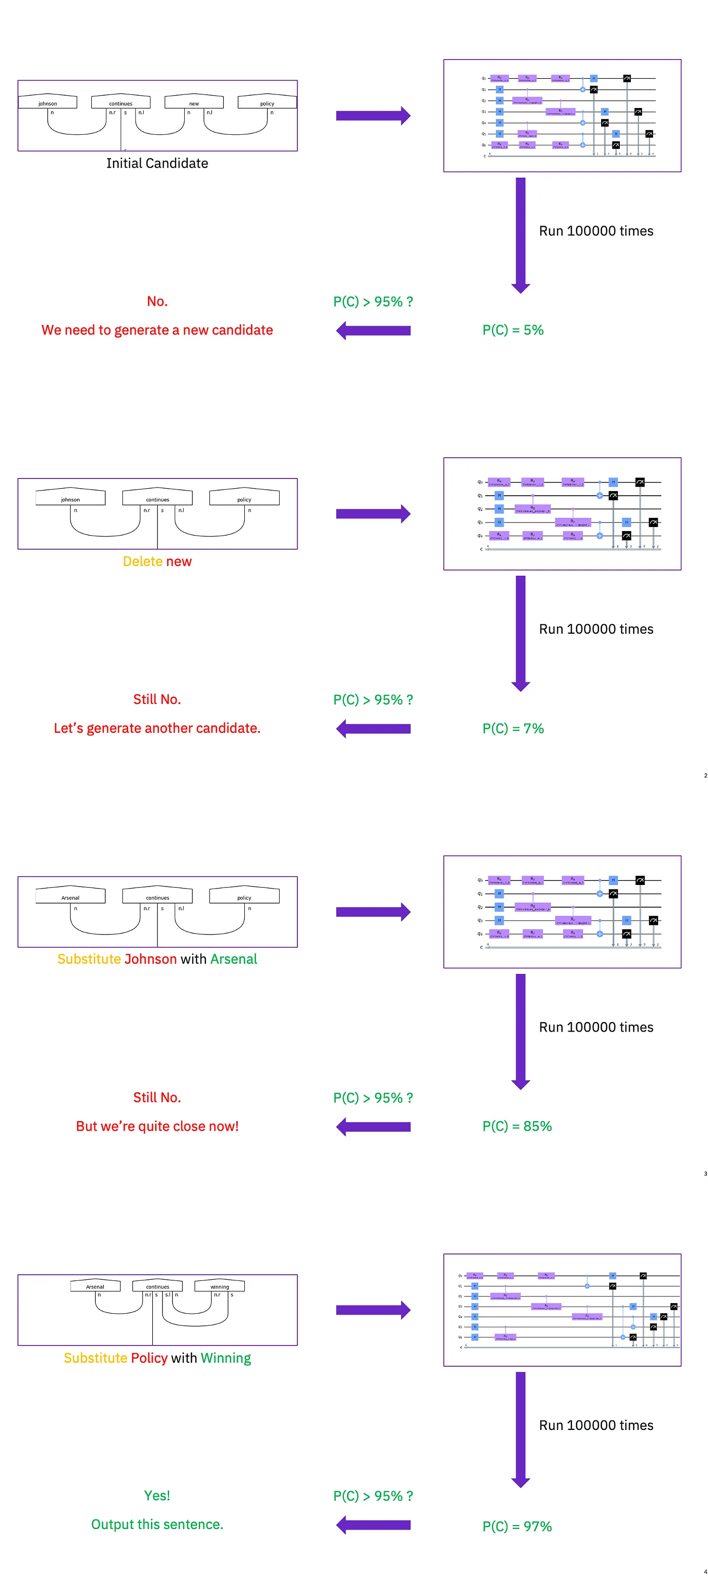 johnson continues new policy
n n.r s n.l n n.l n
Initial Candidate
Run 100000 times
No. P(C) > 95% ?
We need to generate a new candidate P(C) = 5%
johnson continues policy
n n.r s n.l n
Delete new
Run 100000 times
Still No. P(C) > 95% ?
Let's generate another candidate. P(C) = 7%
2
Arsenal continues policy
n n.r s n.l n
Substitute Johnson with Arsenal
Run 100000 times
Still No. P(C) > 95% ?
But we're quite close now! P(C) = 85%
3
Arsenal continues winning
n n.r s s.l n n.r s
Substitute Policy with Winning
Run 100000 times
Yes! P(C) > 95% ?
Output this sentence. P(C) = 97%
4